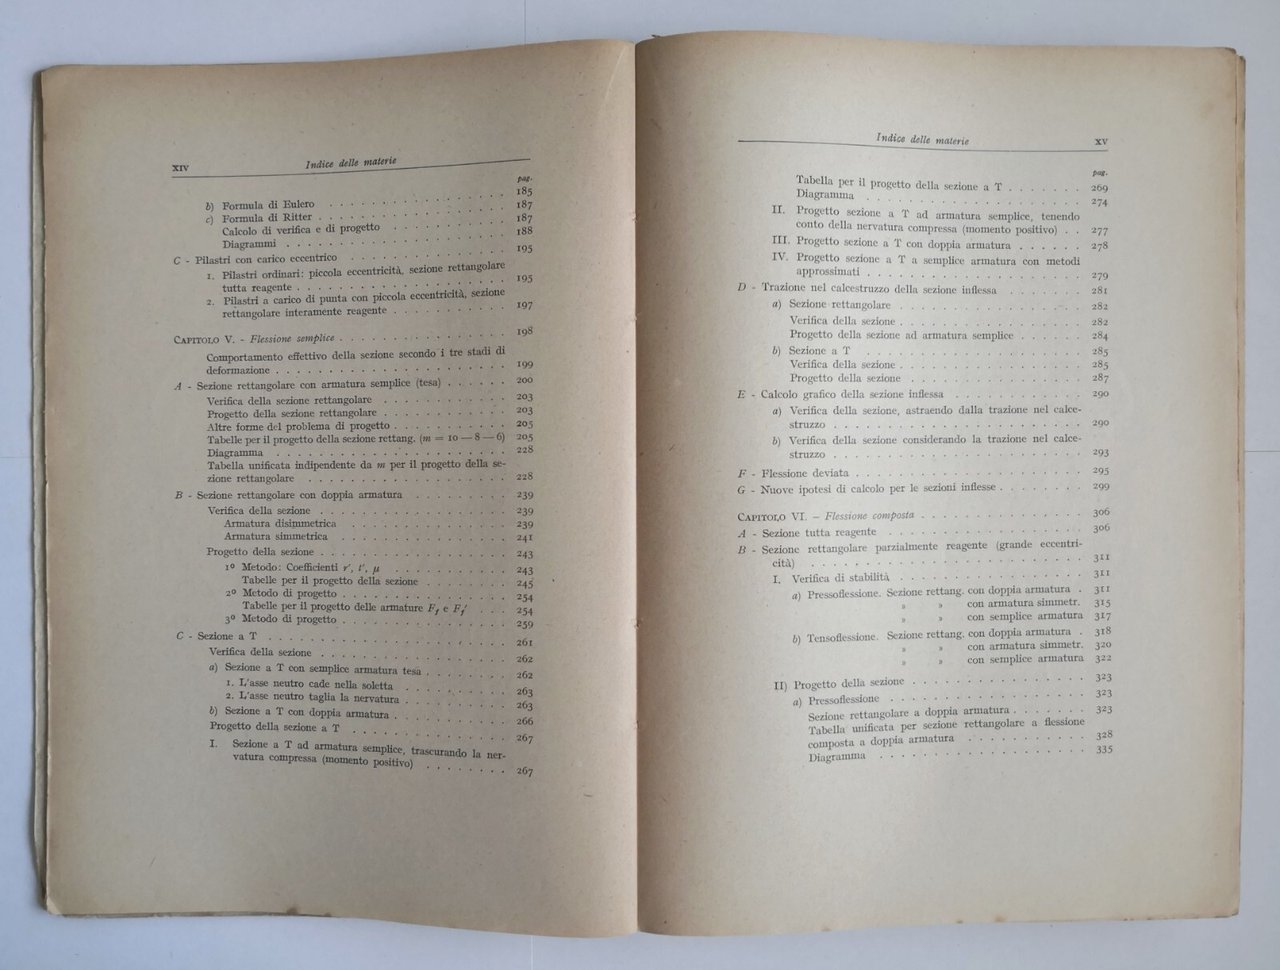 XIV Indice delle materie
pag.
b) Formula di Eulero . . . 185
c) Formula di Ritter . . . 187
Calcolo di verifica e di progetto . . . 187
Diagrammi . . . 188
C - Pilastri con carico eccentrico . . . 195
1. Pilastri ordinari: piccola eccentricità, sezione rettangolare
tutta reagente . . . 195
2. Pilastri a carico di punta con piccola eccentricità, sezione
rettangolare interamente reagente . . . 197
CAPITOLO V. - Flessione semplice . . . 198
Comportamento effettivo della sezione secondo i tre stadi di
deformazione . . . 199
A - Sezione rettangolare con armatura semplice (tesa) . . . 200
Verifica della sezione rettangolare . . . 203
Progetto della sezione rettangolare . . . 203
Altre forme del problema di progetto . . . 205
Tabelle per il progetto della sezione rettang. (m = 10 — 8 — 6) 205
Diagramma . . . 228
Tabella unificata indipendente da m per il progetto della se-
zione rettangolare . . . 228
B - Sezione rettangolare con doppia armatura . . . 239
Verifica della sezione . . . 239
Armatura disimmetrica . . . 239
Armatura simmetrica . . . 241
Progetto della sezione . . . 243
1º Metodo: Coefficienti r', t', μ . . . 243
Tabelle per il progetto della sezione . . . 245
2º Metodo di progetto . . . 254
Tabelle per il progetto delle armature Ff e Ff' . . . 254
3º Metodo di progetto . . . 259
C - Sezione a T . . . 261
Verifica della sezione . . . 262
a) Sezione a T con semplice armatura tesa . . . 262
1. L'asse neutro cade nella soletta . . . 263
2. L'asse neutro taglia la nervatura . . . 263
b) Sezione a T con doppia armatura . . . 266
Progetto della sezione a T . . . 267
I. Sezione a T ad armatura semplice, trascurando la ner-
vatura compressa (momento positivo) . . . 267
Indice delle materie XV
pag.
Tabella per il progetto della sezione a T . . . 269
Diagramma . . . 274
II. Progetto sezione a T ad armatura semplice, tenendo
conto della nervatura compressa (momento positivo) . . 277
III. Progetto sezione a T con doppia armatura . . . 278
IV. Progetto sezione a T a semplice armatura con metodi
approssimati . . . 279
D - Trazione nel calcestruzzo della sezione inflessa . . . 281
a) Sezione rettangolare . . . 282
Verifica della sezione . . . 282
Progetto della sezione ad armatura semplice . . . 284
b) Sezione a T . . . 285
Verifica della sezione . . . 285
Progetto della sezione . . . 287
E - Calcolo grafico della sezione inflessa . . . 290
a) Verifica della sezione, astraendo dalla trazione nel calce-
struzzo . . . 290
b) Verifica della sezione considerando la trazione nel calce-
struzzo . . . 293
F - Flessione deviata . . . 295
G - Nuove ipotesi di calcolo per le sezioni inflesse . . . 299
CAPITOLO VI. - Flessione composta . . . 306
A - Sezione tutta reagente . . . 306
B - Sezione rettangolare parzialmente reagente (grande eccentri-
cità) . . . 311
I. Verifica di stabilità . . . 311
a) Pressoflessione. Sezione rettang. con doppia armatura . 311
» » con armatura simmetr. 315
» » con semplice armatura 317
b) Tensoflessione. Sezione rettang. con doppia armatura . 318
» » con armatura simmetr. 320
» » con semplice armatura 322
II) Progetto della sezione . . . 323
a) Pressoflessione . . . 323
Sezione rettangolare a doppia armatura . . . 323
Tabella unificata per sezione rettangolare a flessione
composta a doppia armatura . . . 328
Diagramma . . . 335